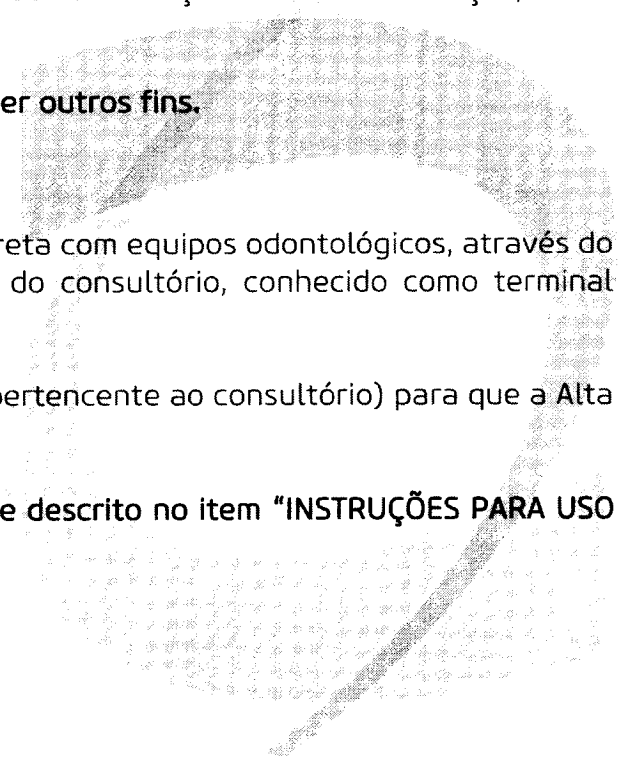 er outros fins.
reta com equipos odontológicos, através do
do consultório, conhecido como terminal
pertencente ao consultório) para que a Alta
e descrito no item “INSTRUÇÕES PARA USO